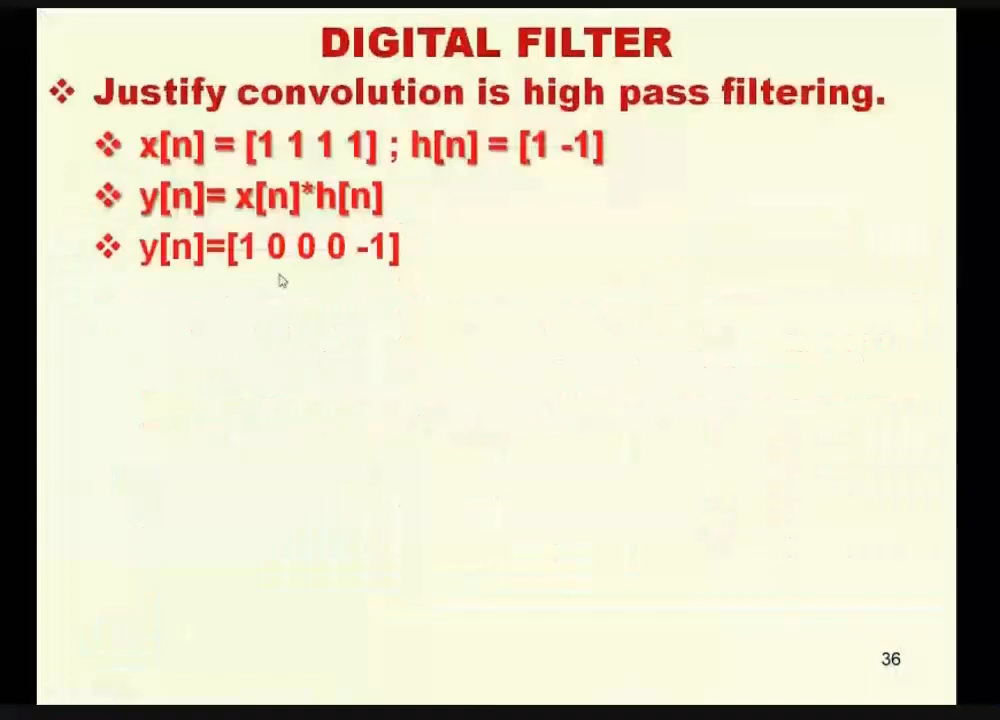 DIGITAL FILTER
❖ Justify convolution is high pass filtering.
❖ x[n] = [1 1 1 1] ; h[n] = [1 -1]
❖ y[n]= x[n]*h[n]
❖ y[n]=[1 0 0 0 -1]
36